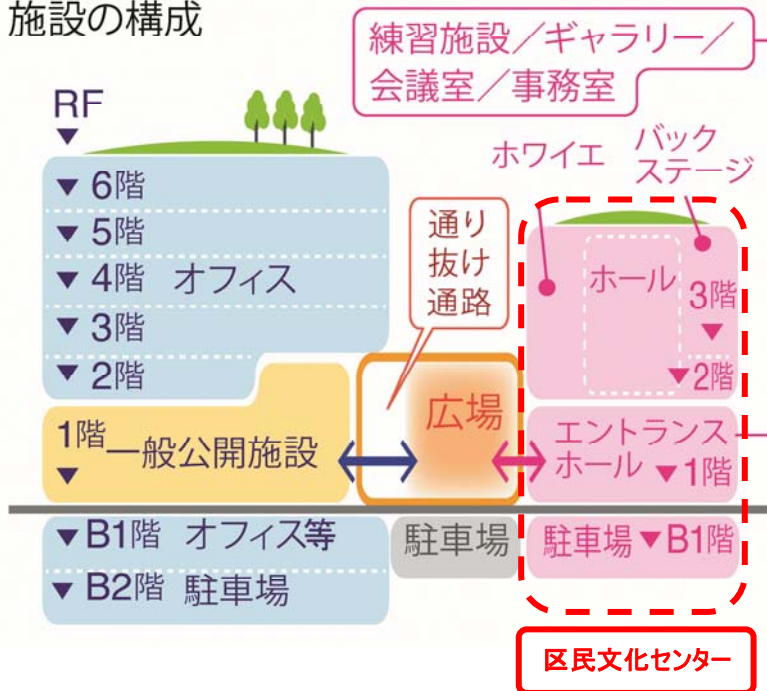 施設の構成
練習施設／ギャラリー／
会議室／事務室
RF
▼
ホワイエ
バック
ステージ
▼6階
▼5階
▼4階 オフィス
▼3階
▼2階
通り
抜け
通路
ホール
3階
▼
▼2階
1階
▼
一般公開施設
広場
エントランス
ホール ▼1階
▼B1階 オフィス等
▼B2階 駐車場
駐車場
駐車場▼B1階
区民文化センター